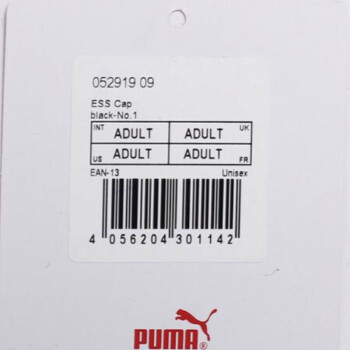 052919 09
ESS Cap
black-No.1
INT ADULT ADULT UK
US ADULT ADULT FR
EAN-13 Unisex
4 056204 301142
PUMA®